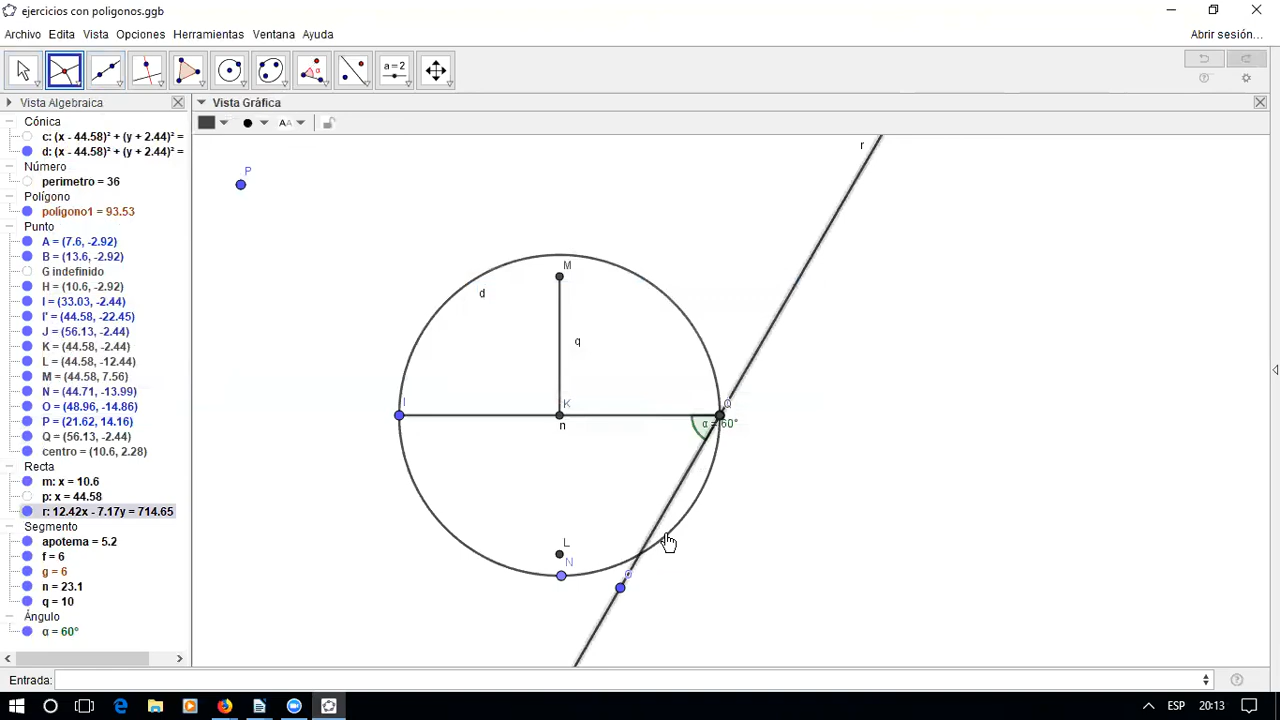 ejercicios con poligonos.ggb
Archivo Edita Vista Opciones Herramientas Ventana Ayuda
Abrir sesión...
a = 2
Vista Algebraica
Vista Gráfica
AA
Cónica
c: (x - 44.58)² + (y + 2.44)² =
d: (x - 44.58)² + (y + 2.44)² =
Número
perimetro = 36
Polígono
polígono1 = 93.53
Punto
A = (7.6, -2.92)
B = (13.6, -2.92)
G indefinido
H = (10.6, -2.92)
I = (33.03, -2.44)
I' = (44.58, -22.45)
J = (56.13, -2.44)
K = (44.58, -2.44)
L = (44.58, -12.44)
M = (44.58, 7.56)
N = (44.71, -13.99)
O = (48.96, -14.86)
P = (21.62, 14.16)
Q = (56.13, -2.44)
centro = (10.6, 2.28)
Recta
m: x = 10.6
p: x = 44.58
r: 12.42x - 7.17y = 714.65
Segmento
apotema = 5.2
f = 6
g = 6
n = 23.1
q = 10
Ángulo
α = 60°
r
P
M
d
q
I
K
Q
n
α = 60°
L
N
Entrada:
ESP 20:13